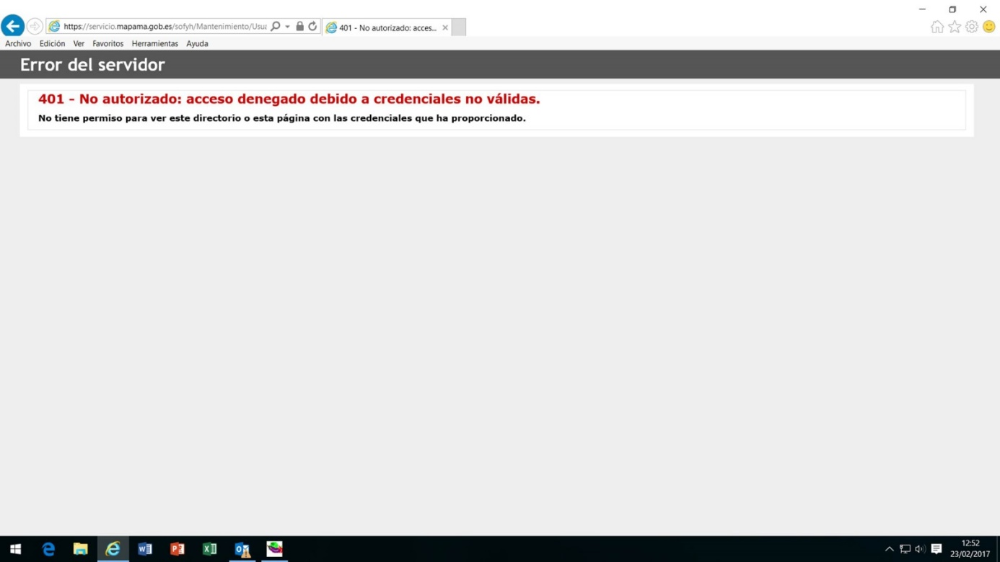 https://servicio.mapama.gob.es/sofyh/Mantenimiento/Usua
401 - No autorizado: acces...
Archivo Edición Ver Favoritos Herramientas Ayuda
Error del servidor
401 - No autorizado: acceso denegado debido a credenciales no válidas.
No tiene permiso para ver este directorio o esta página con las credenciales que ha proporcionado.
12:52
23/02/2017